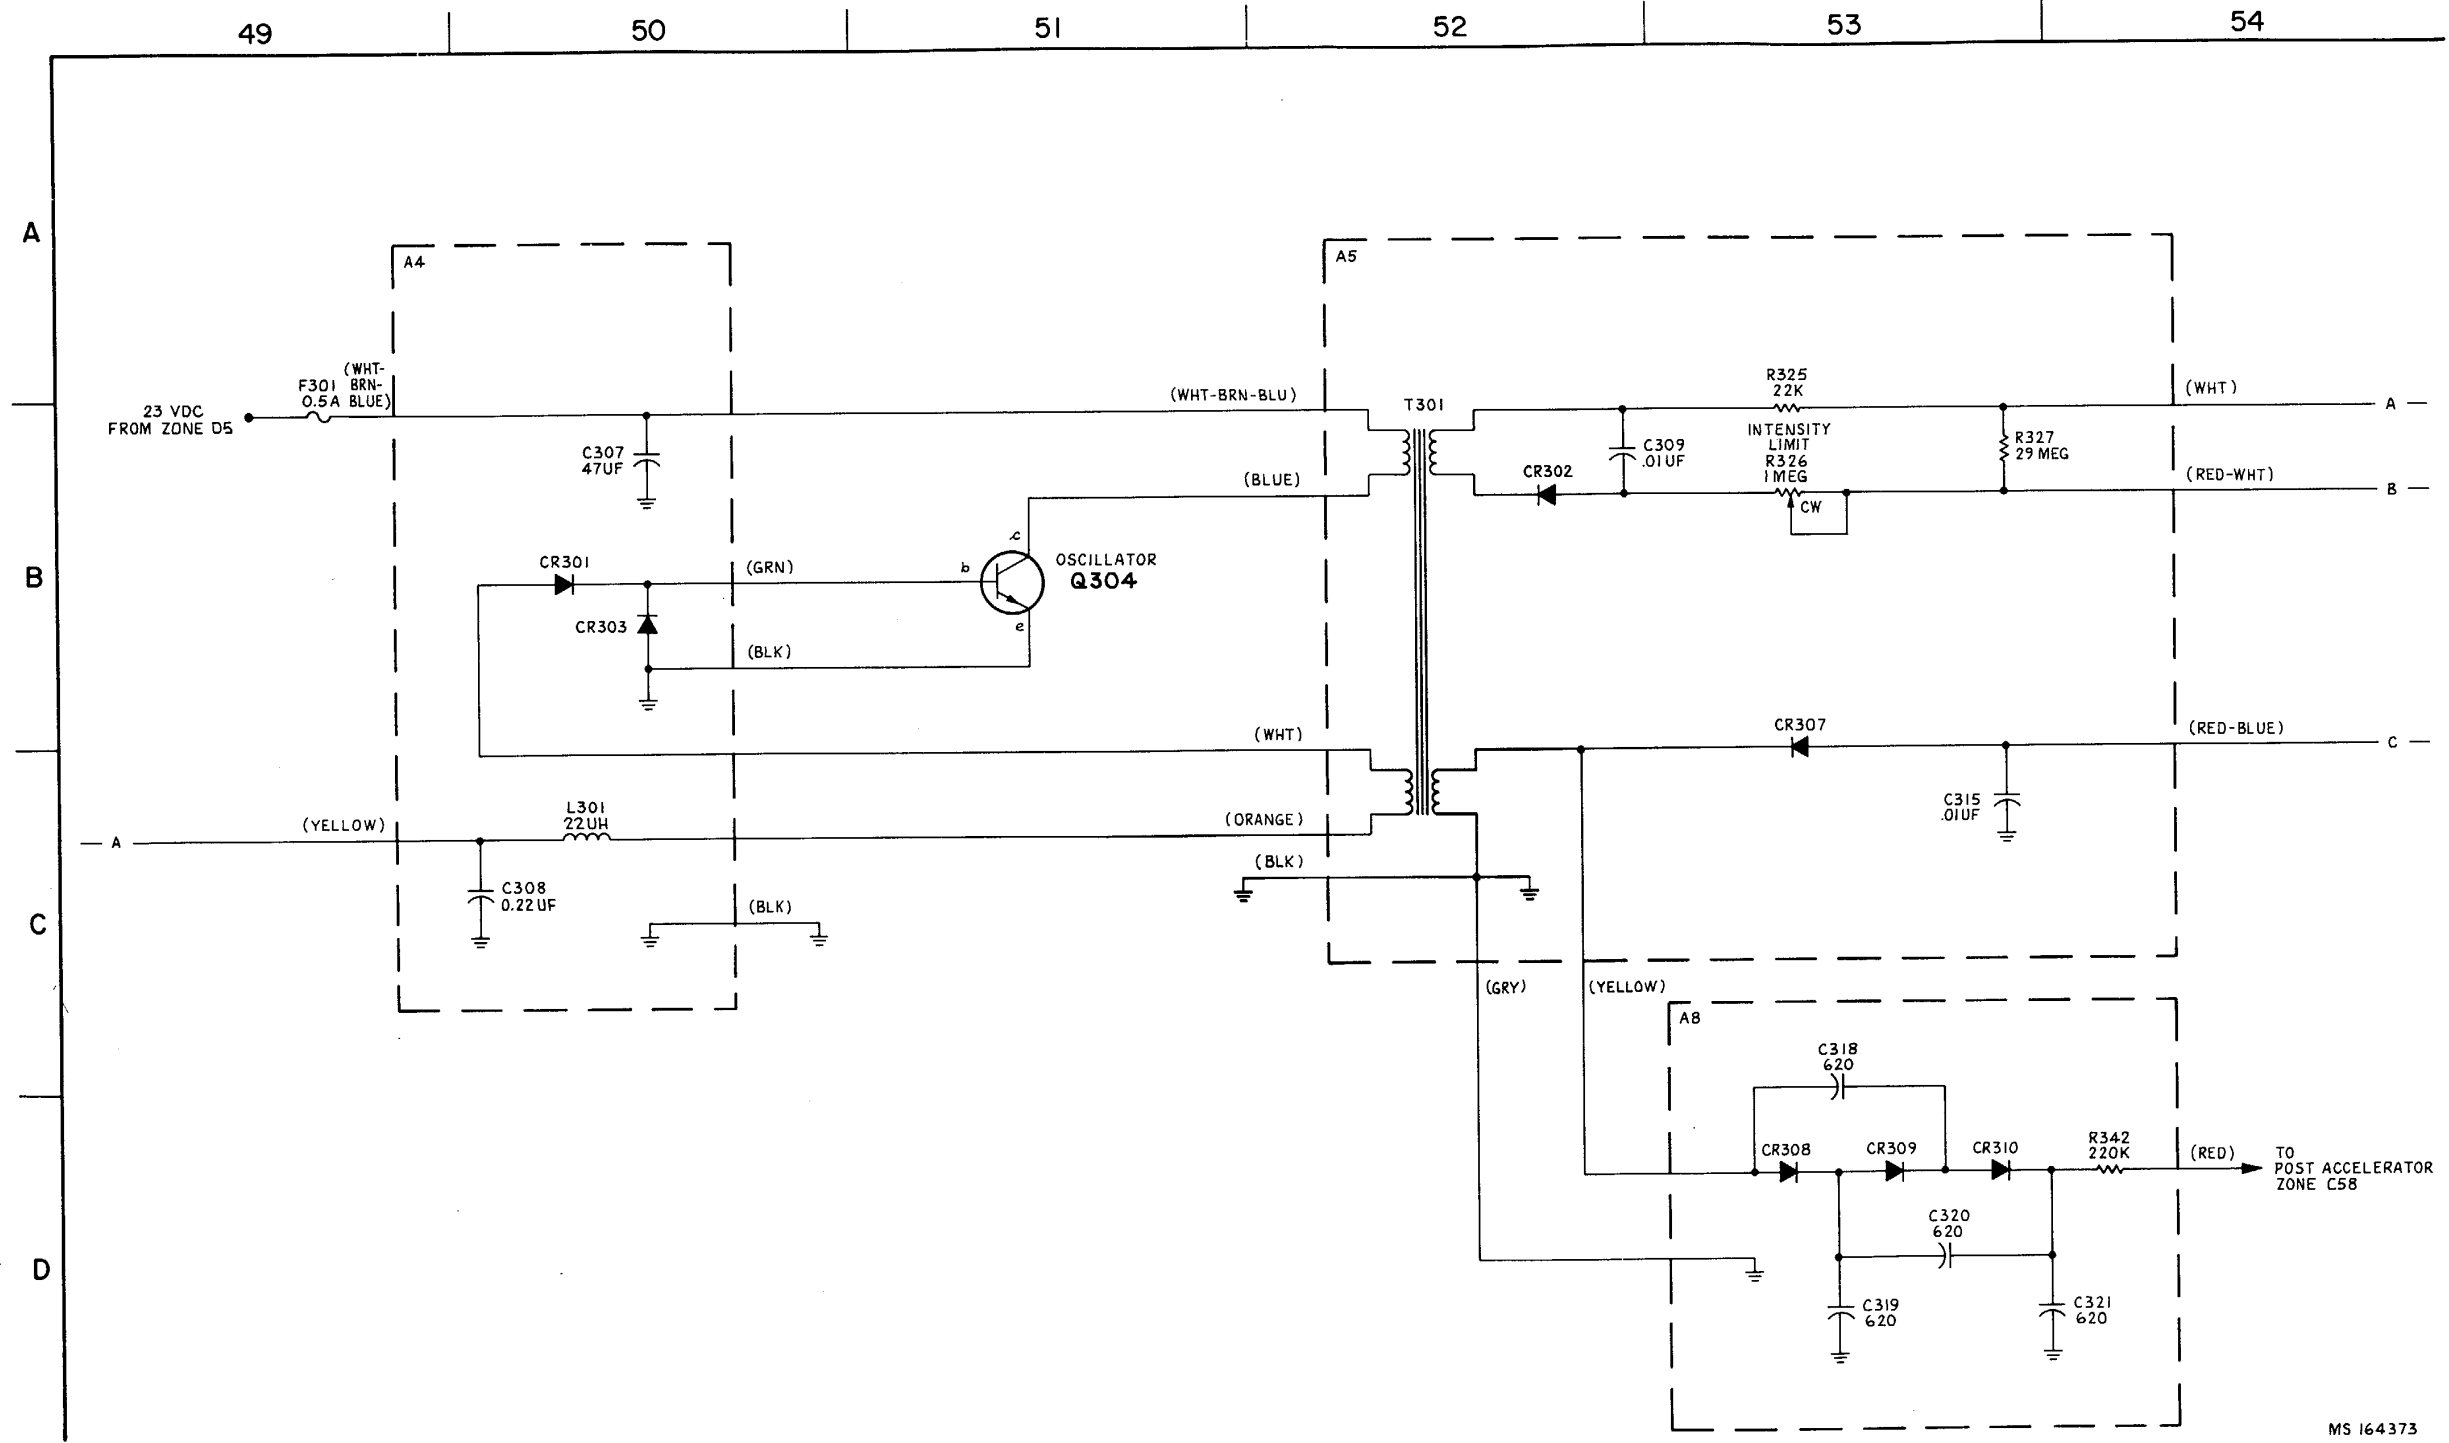 49 50 51 52 53 54
A
A4
A5
(WHT-
F301 BRN-
0.5A BLUE)
23 VDC
FROM ZONE D5
(WHT-BRN-BLU)
T301
R325
22K
(WHT)
A
C307
47UF
(BLUE)
CR302
C309
.01UF
INTENSITY
LIMIT
R326
1MEG
CW
R327
29 MEG
(RED-WHT)
B
B
CR301
(GRN)
b
c
e
OSCILLATOR
Q304
CR303
(BLK)
(WHT)
CR307
(RED-BLUE)
C
A
(YELLOW)
L301
22UH
(ORANGE)
C315
.01UF
(BLK)
C308
0.22UF
(BLK)
C
(GRY)
(YELLOW)
A8
C318
620
CR308
CR309
CR310
R342
220K
(RED)
TO
POST ACCELERATOR
ZONE C58
C320
620
D
C319
620
C321
620
MS 164373